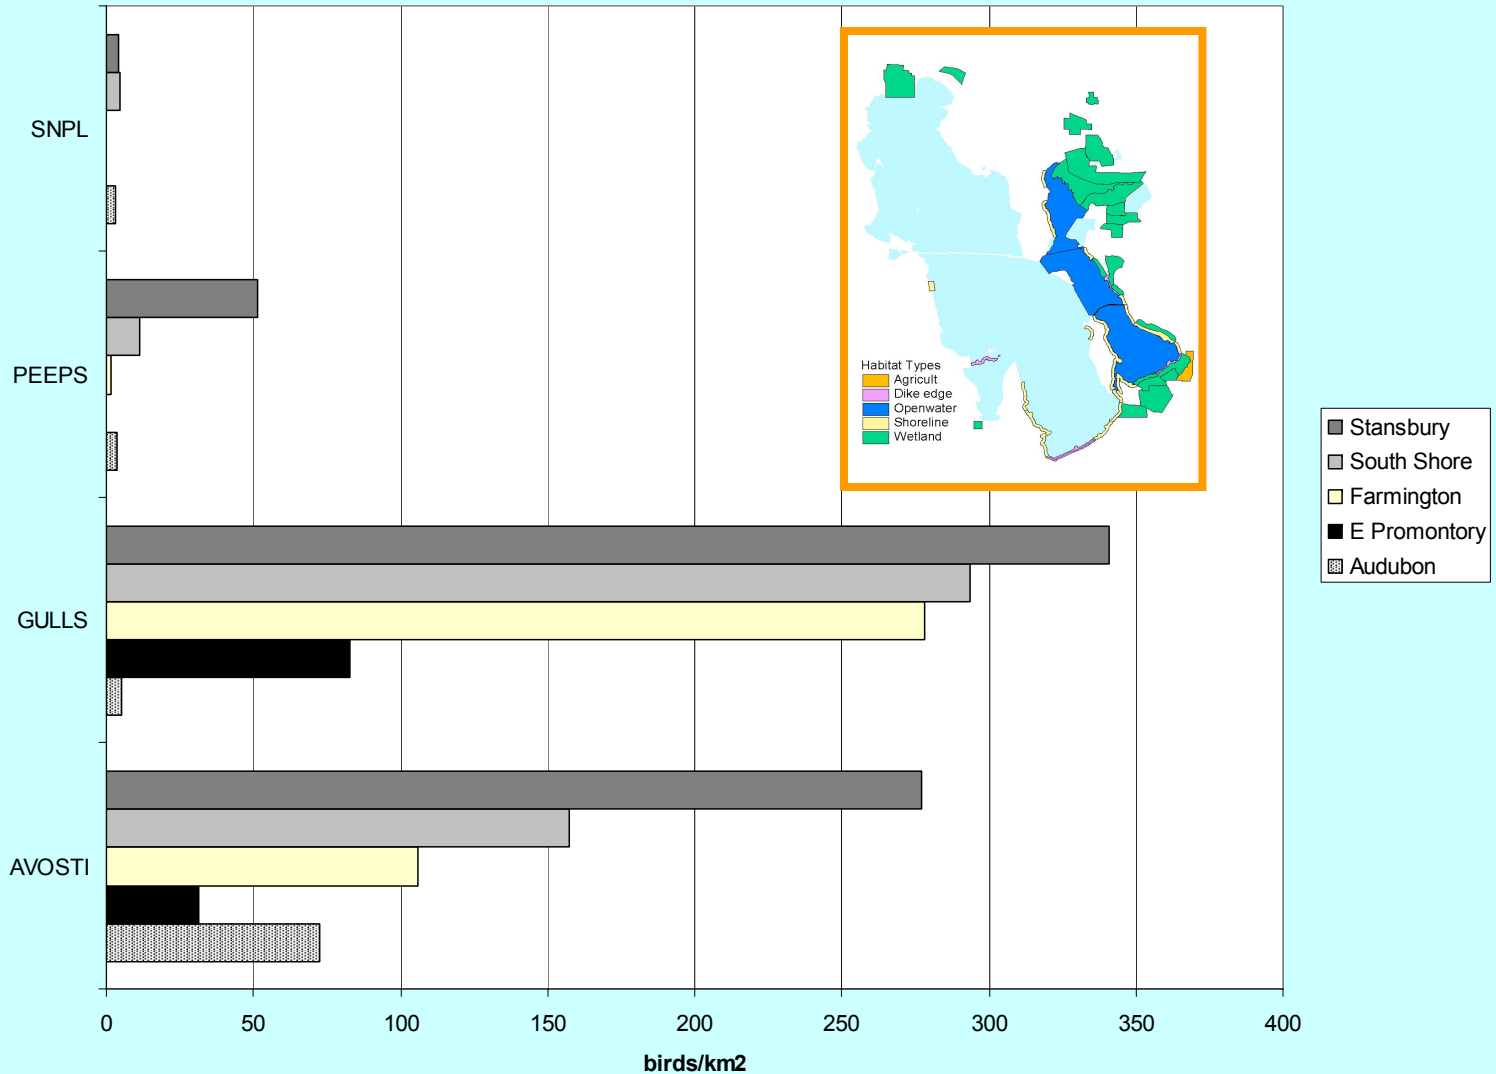 SNPL
PEEPS
GULLS
AVOSTI
0 50 100 150 200 250 300 350 400
birds/km2
Habitat Types
Agricult
Dike edge
Openwater
Shoreline
Wetland
Stansbury
South Shore
Farmington
E Promontory
Audubon